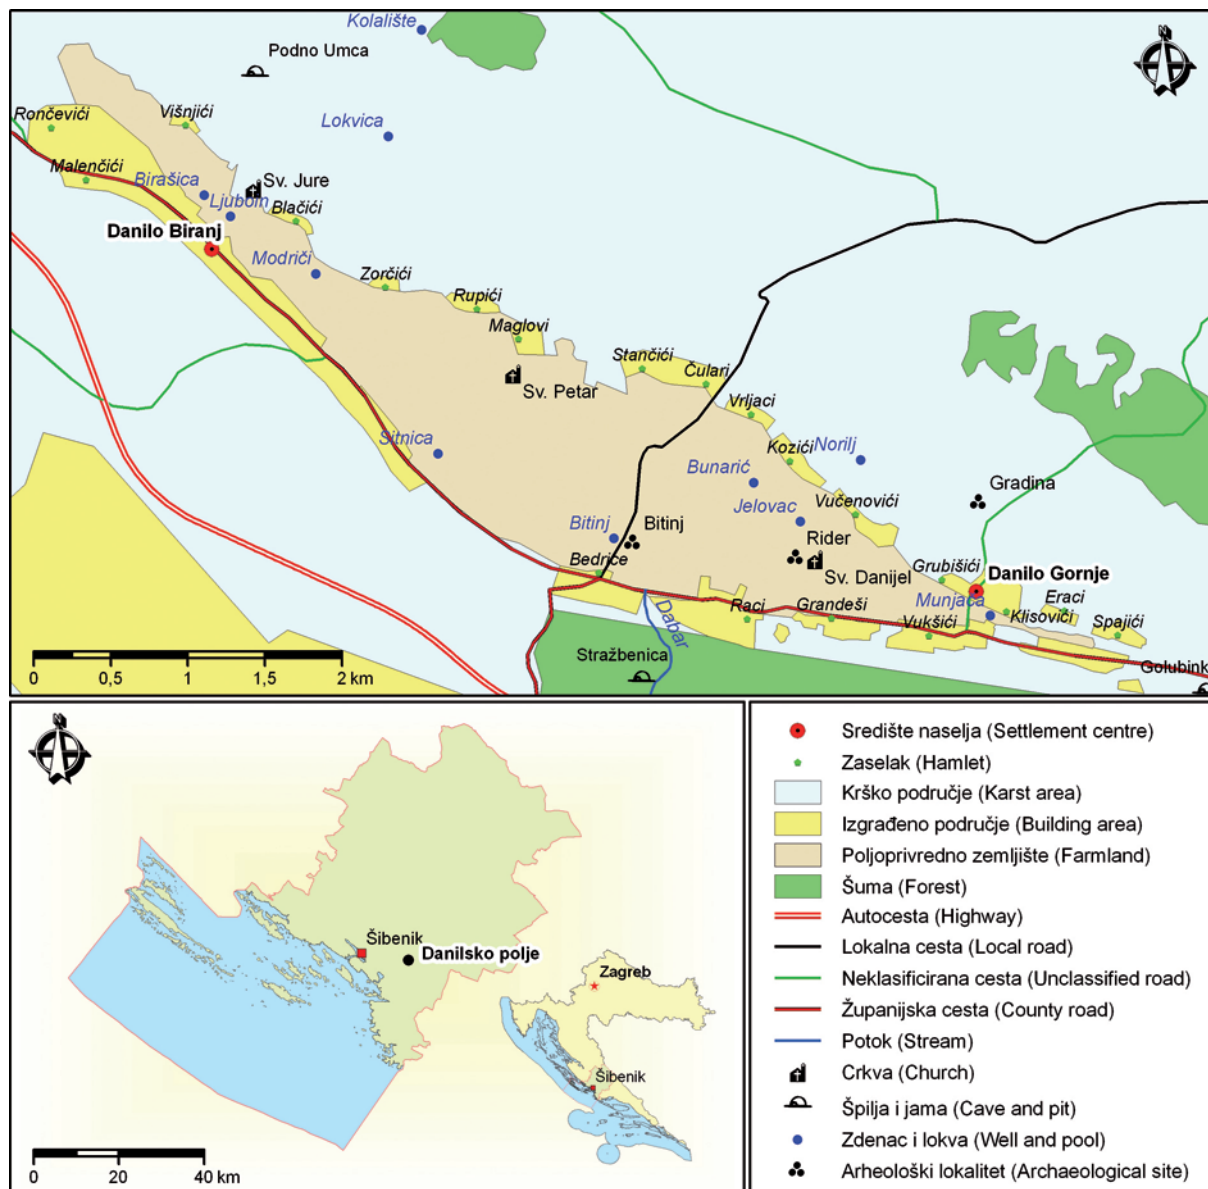 Kolalište
Podno Umca
N
Rončevići
Višnjići
Lokvica
Malenčići
Birašica
Sv. Jure
Ljubom
Blačići
Danilo Biranj
Modriči
Zorčići
Rupići
Maglovi
Stančići
Čulari
Sv. Petar
Vrljaci
Sitnica
Kozići
Norilj
Bunarić
Gradina
Jelovac
Vučenovići
Bitinj
Bitinj
Rider
Bedrice
Sv. Danijel
Grubišići
Danilo Gornje
Dabar
Raci
Grandeši
Munjača
Eraci
Vukšići
Klisovići
Spajići
Stražbenica
Golubink
0 0,5 1 1,5 2 km
N
Šibenik
Danilsko polje
Zagreb
Šibenik
0 20 40 km
Središte naselja (Settlement centre)
Zaselak (Hamlet)
Krško područje (Karst area)
Izgrađeno područje (Building area)
Poljoprivredno zemljište (Farmland)
Šuma (Forest)
Autocesta (Highway)
Lokalna cesta (Local road)
Neklasificirana cesta (Unclassified road)
Županijska cesta (County road)
Potok (Stream)
Crkva (Church)
Špilja i jama (Cave and pit)
Zdenac i lokva (Well and pool)
Arheološki lokalitet (Archaeological site)